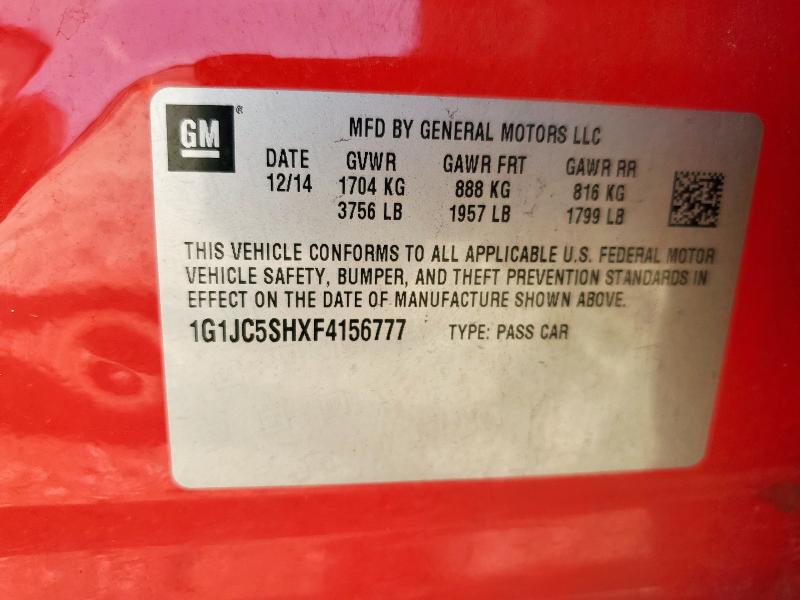 GM®
MFD BY GENERAL MOTORS LLC
DATE GVWR GAWR FRT GAWR RR
12/14 1704 KG 888 KG 816 KG
3756 LB 1957 LB 1799 LB
THIS VEHICLE CONFORMS TO ALL APPLICABLE U.S. FEDERAL MOTOR
VEHICLE SAFETY, BUMPER, AND THEFT PREVENTION STANDARDS IN
EFFECT ON THE DATE OF MANUFACTURE SHOWN ABOVE.
1G1JC5SHXF4156777 TYPE: PASS CAR